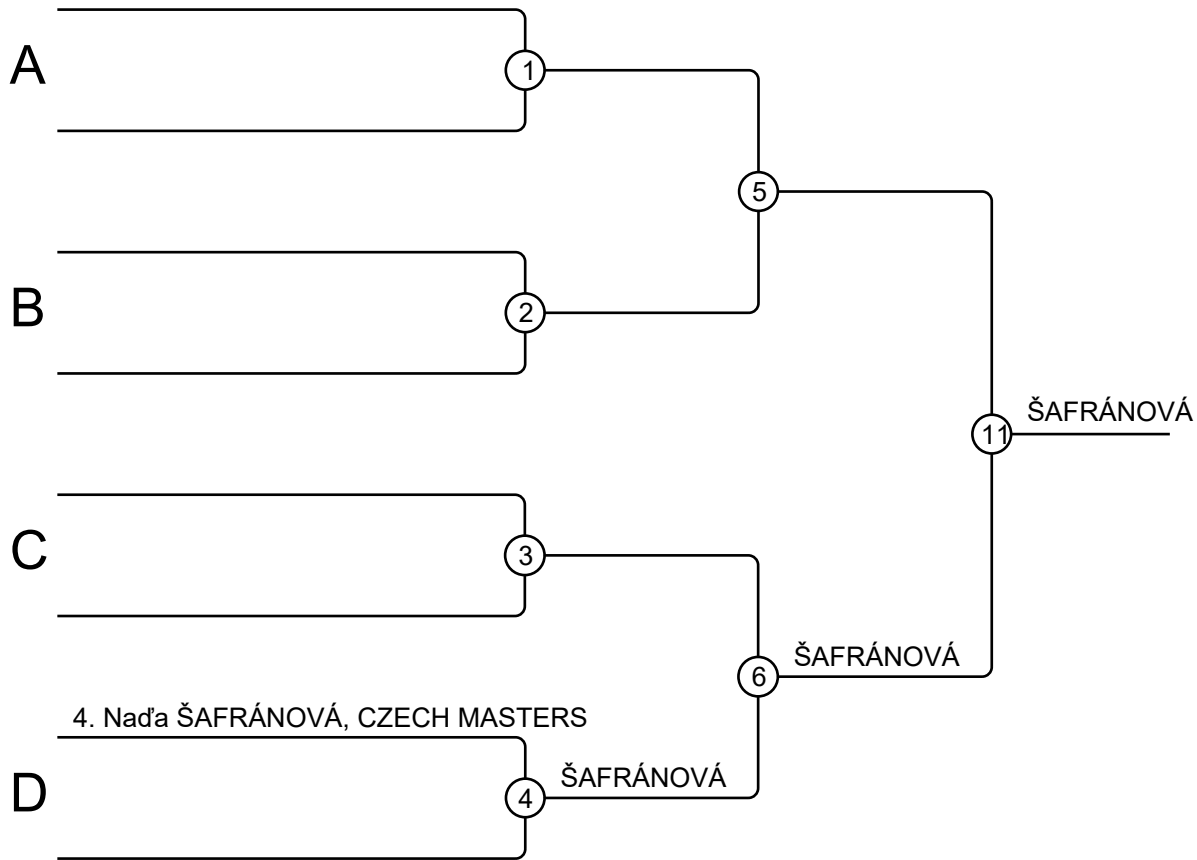 A
1
5
B
2
ŠAFRÁNOVÁ
11
C
3
ŠAFRÁNOVÁ
6
4. Naďa ŠAFRÁNOVÁ, CZECH MASTERS
ŠAFRÁNOVÁ
D
4